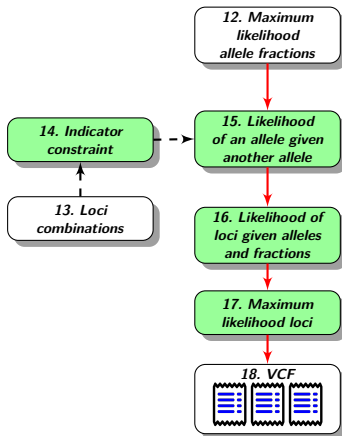 12. Maximum
likelihood
allele fractions
15. Likelihood
of an allele given
another allele
14. Indicator
constraint
13. Loci
combinations
16. Likelihood of
loci given alleles
and fractions
17. Maximum
likelihood loci
18. VCF